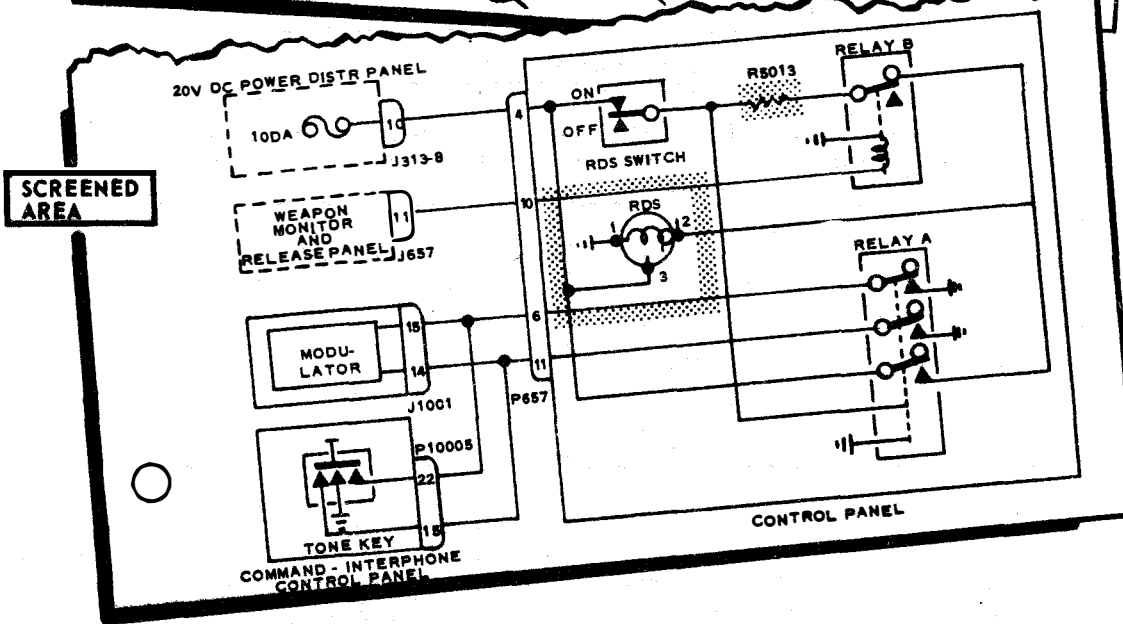 20V DC POWER DISTR PANEL
10DA
10
J313-8
SCREENED
AREA
WEAPON
MONITOR
AND
RELEASE PANEL
11
J657
MODU-
LATOR
15
14
J1001
P10005
22
18
TONE KEY
COMMAND - INTERPHONE
CONTROL PANEL
4
10
6
11
P657
ON
OFF
RDS SWITCH
R5013
RELAY B
RDS
1
2
3
RELAY A
CONTROL PANEL